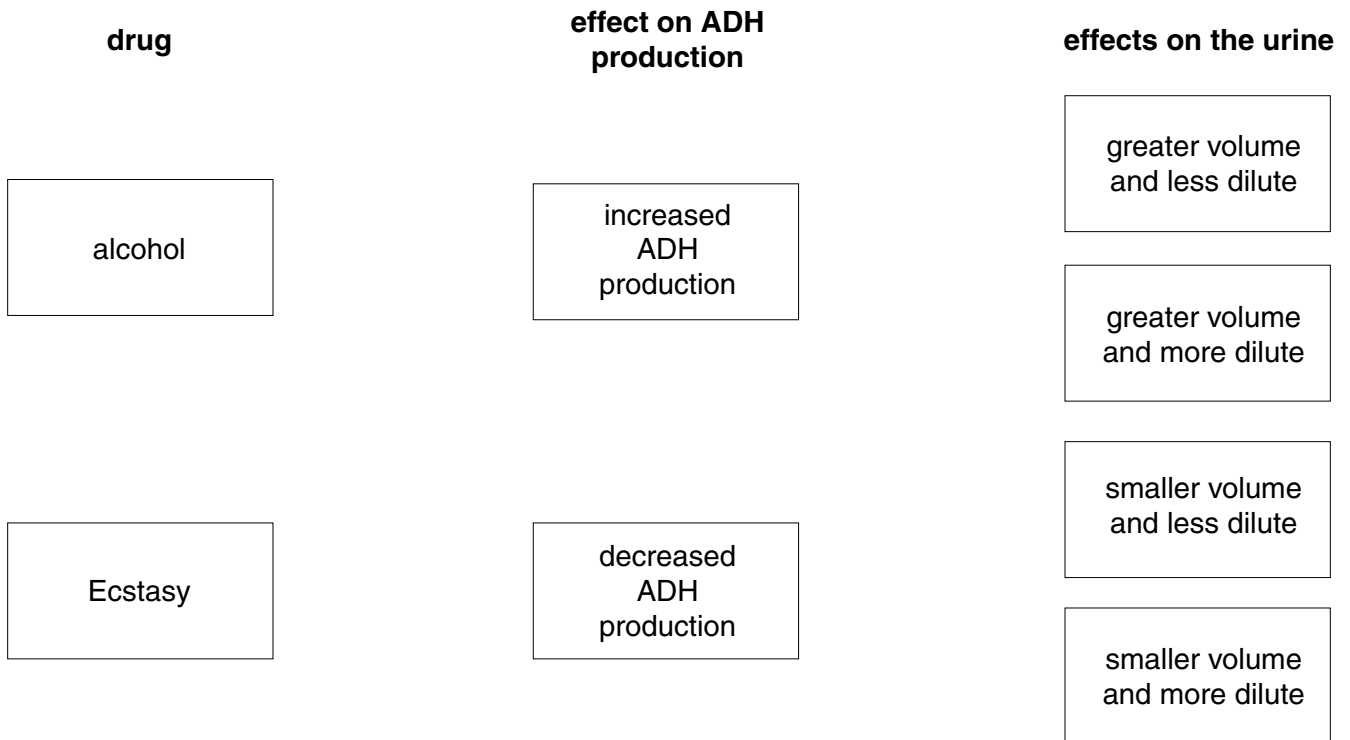 drug
effect on ADH
production
effects on the urine
alcohol
Ecstasy
increased
ADH
production
decreased
ADH
production
greater volume
and less dilute
greater volume
and more dilute
smaller volume
and less dilute
smaller volume
and more dilute